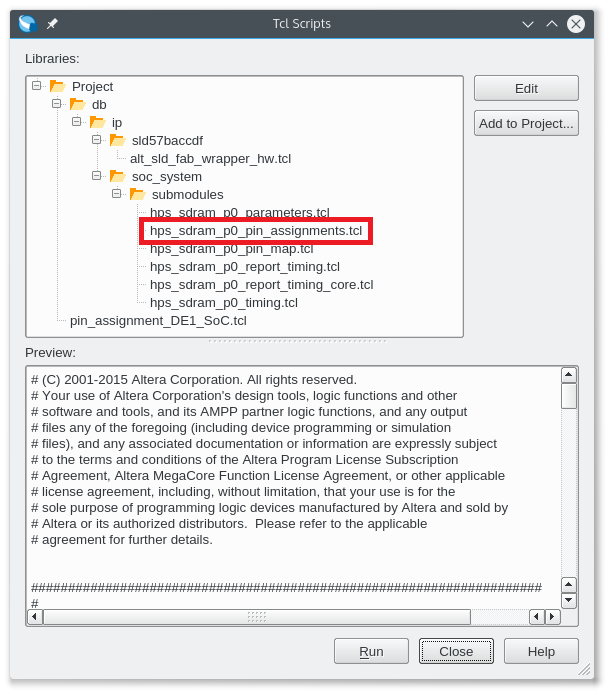 Tcl Scripts
Libraries:
Project
db
ip
sld57baccdf
alt_sld_fab_wrapper_hw.tcl
soc_system
submodules
hps_sdram_p0_parameters.tcl
hps_sdram_p0_pin_assignments.tcl
hps_sdram_p0_pin_map.tcl
hps_sdram_p0_report_timing.tcl
hps_sdram_p0_report_timing_core.tcl
hps_sdram_p0_timing.tcl
pin_assignment_DE1_SoC.tcl
Edit
Add to Project...
Preview:
# (C) 2001-2015 Altera Corporation. All rights reserved.
# Your use of Altera Corporation's design tools, logic functions and other
# software and tools, and its AMPP partner logic functions, and any output
# files any of the foregoing (including device programming or simulation
# files), and any associated documentation or information are expressly subject
# to the terms and conditions of the Altera Program License Subscription
# Agreement, Altera MegaCore Function License Agreement, or other applicable
# license agreement, including, without limitation, that your use is for the
# sole purpose of programming logic devices manufactured by Altera and sold by
# Altera or its authorized distributors.  Please refer to the applicable
# agreement for further details.
#####################################################################
#
Run
Close
Help